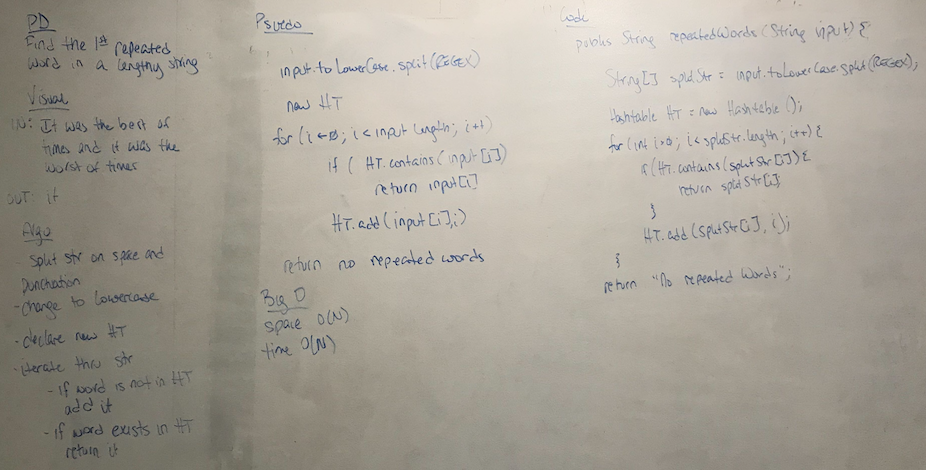 PD
Find the 1st repeated
word in a lengthy string
Visual
IN: It was the best of
times and it was the
worst of times
OUT: it
Algo
- split str on space and
punctuation
- change to lowercase
- declare new HT
- iterate thru str
- if word is not in HT
add it
- if word exists in HT
return it
Psuedo
input.toLowerCase.split(REGEX)
new HT
for (i ← 0; i < input length; i++)
if ( HT.contains (input[i])
return input[i]
HT.add(input[i],i)
return no repeated words
Big O
space O(N)
time O(N)
Code
public String repeatedWords (String input) {
String[] splitStr = input.toLowerCase.split(REGEX);
Hashtable HT = new Hashtable ();
for (int i=0; i<splitStr.length; i++) {
if (HT.contains(splitStr[i]) {
return splitStr[i];
}
HT.add (splitStr[i], i);
}
return "No repeated Words";